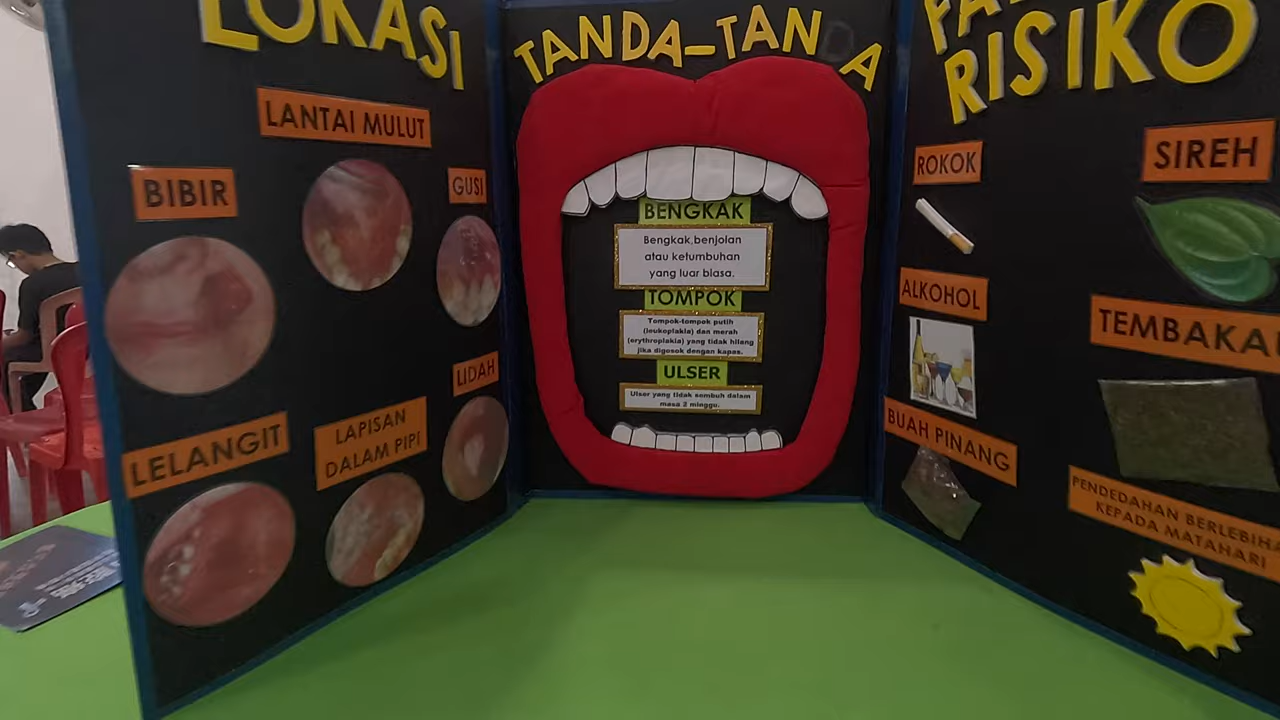 LOKASI
LANTAI MULUT
BIBIR
GUSI
LIDAH
LELANGIT
LAPISAN
DALAM PIPI
TANDA-TANDA
BENGKAK
Bengkak,benjolan
atau ketumbuhan
yang luar biasa.
TOMPOK
Tompok-tompok putih
(leukoplakia) dan merah
(erythroplakia) yang tidak hilang
jika digosok dengan kapas.
ULSER
Ulser yang tidak sembuh dalam
masa 2 minggu.
RISIKO
ROKOK
SIREH
ALKOHOL
TEMBAKAU
BUAH PINANG
PENDEDAHAN BERLEBIHA
KEPADA MATAHARI